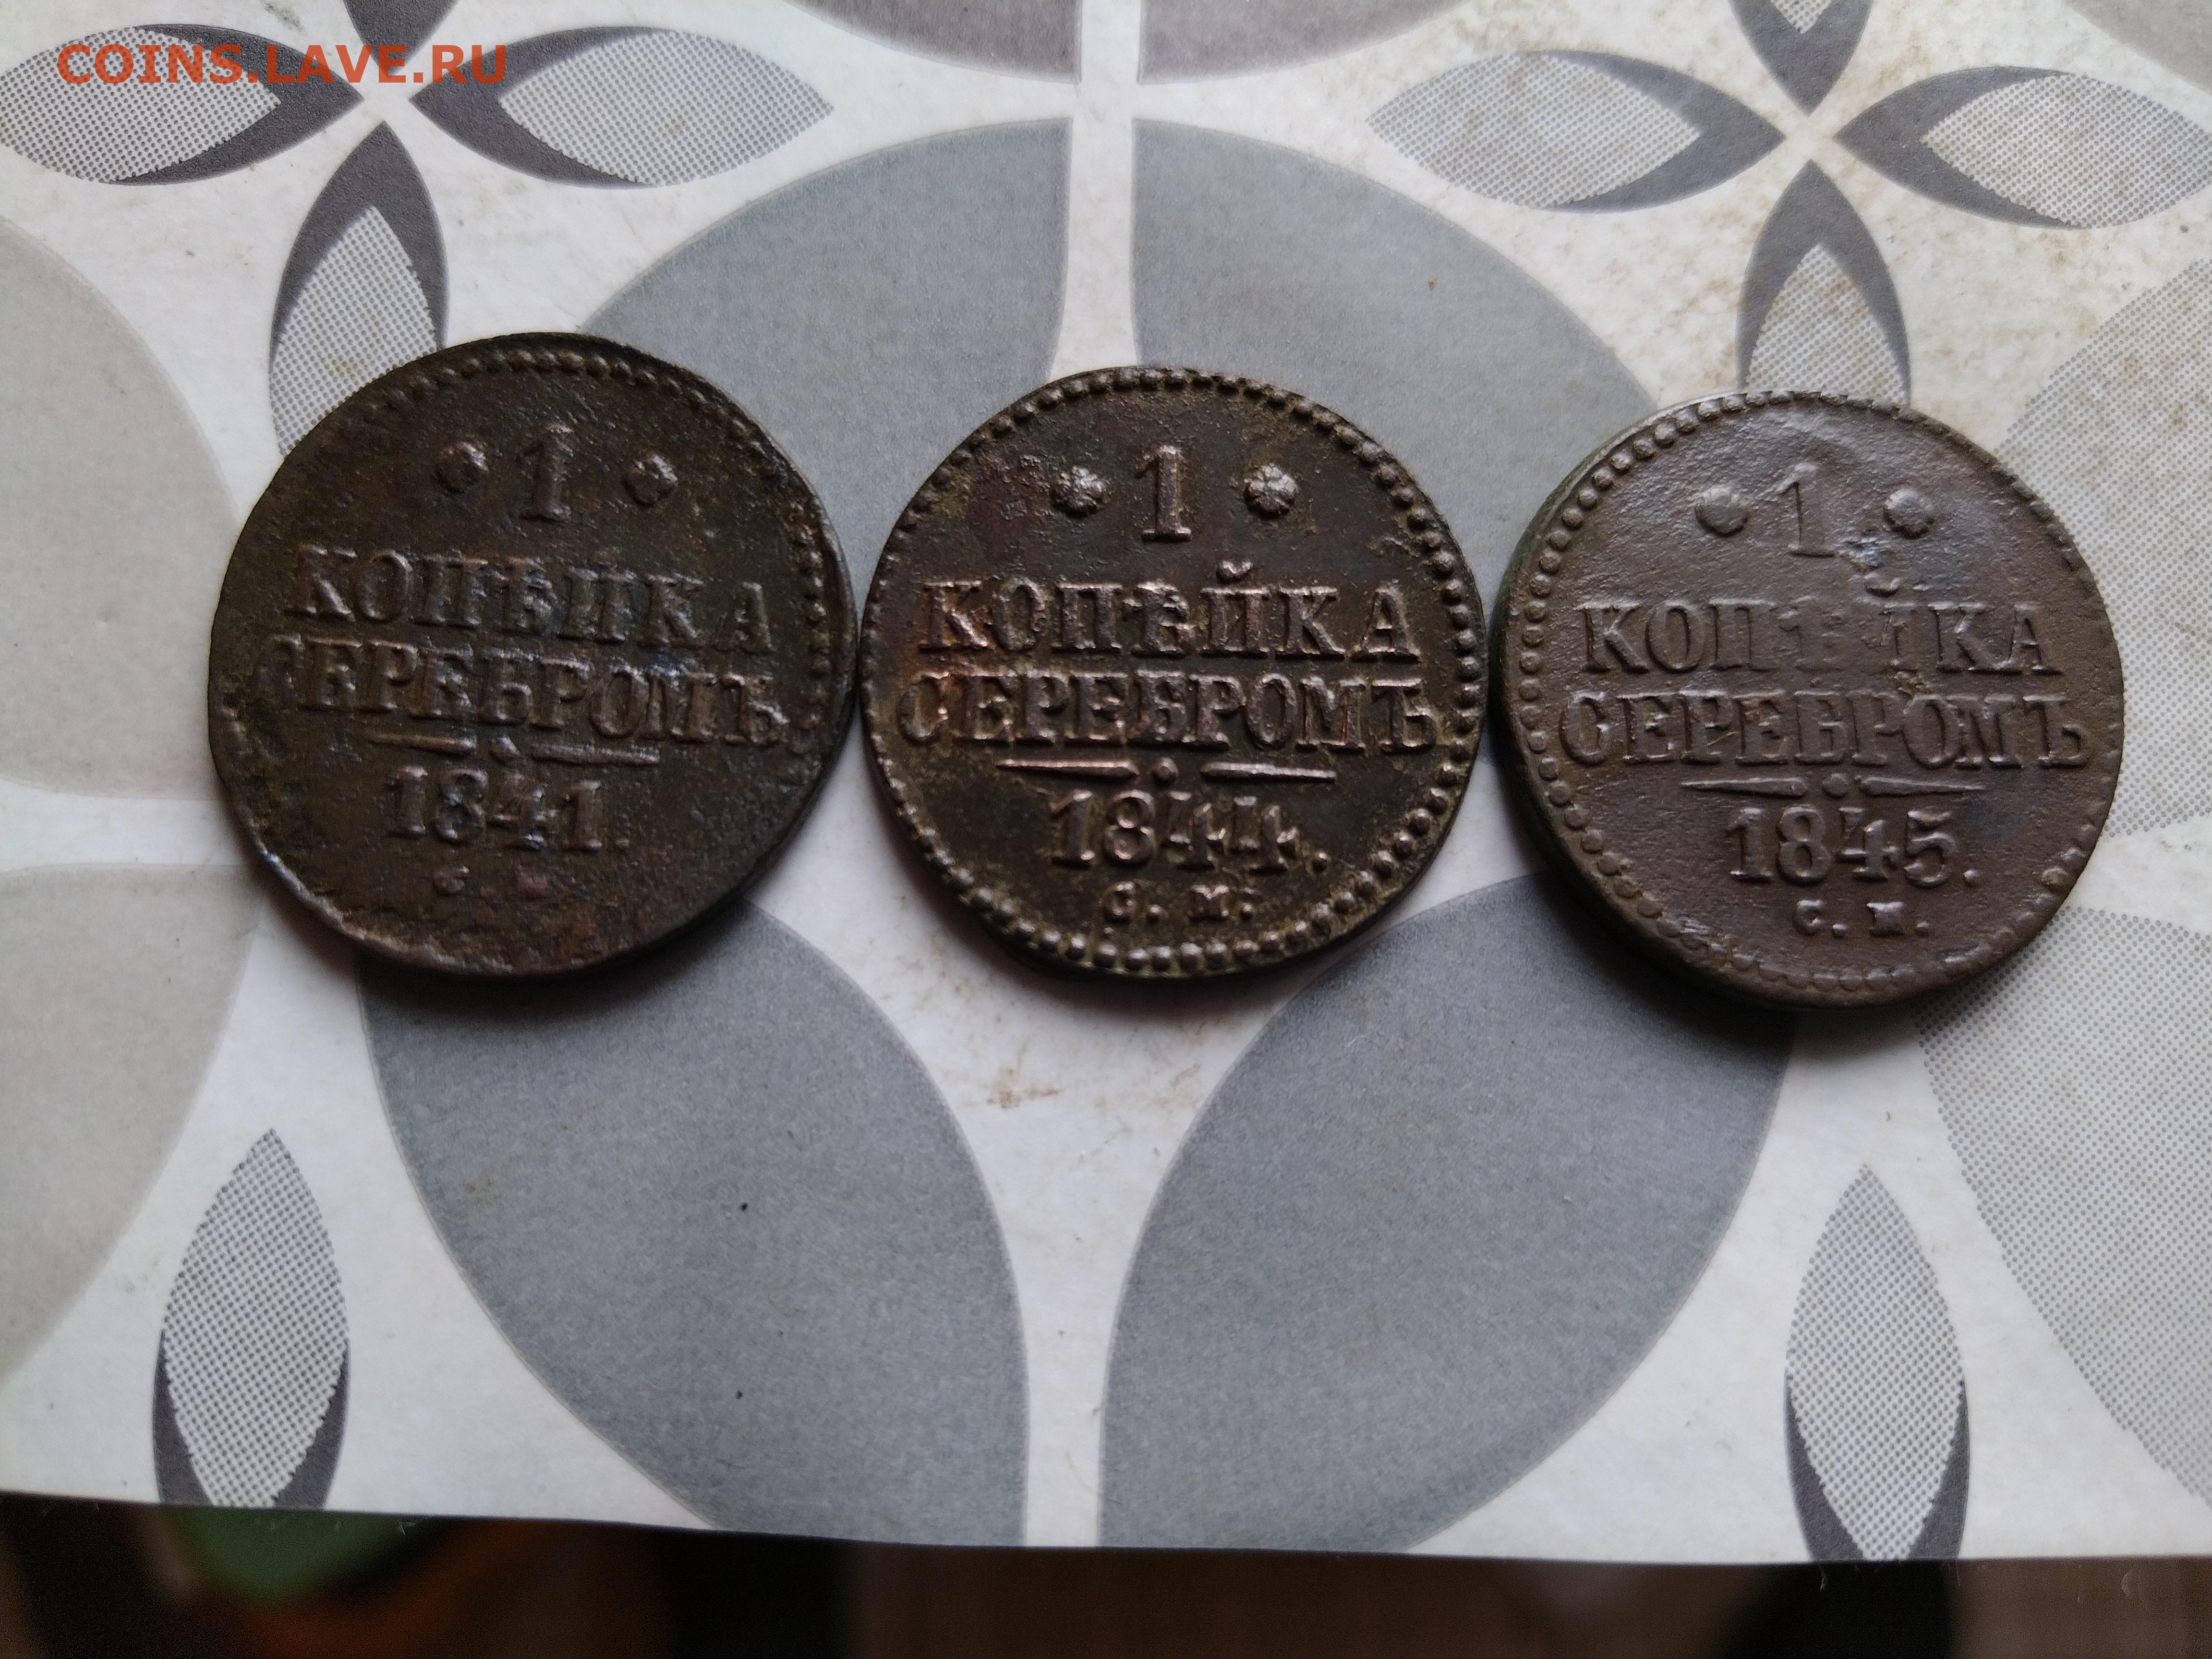 COINS.LAVE.RU
1
КОПѢЙКА
СЕРЕБРОМЪ
1841.
С. М.
1
КОПѢЙКА
СЕРЕБРОМЪ
1844.
С. М.
1
КОПѢЙКА
СЕРЕБРОМЪ
1845.
С. М.